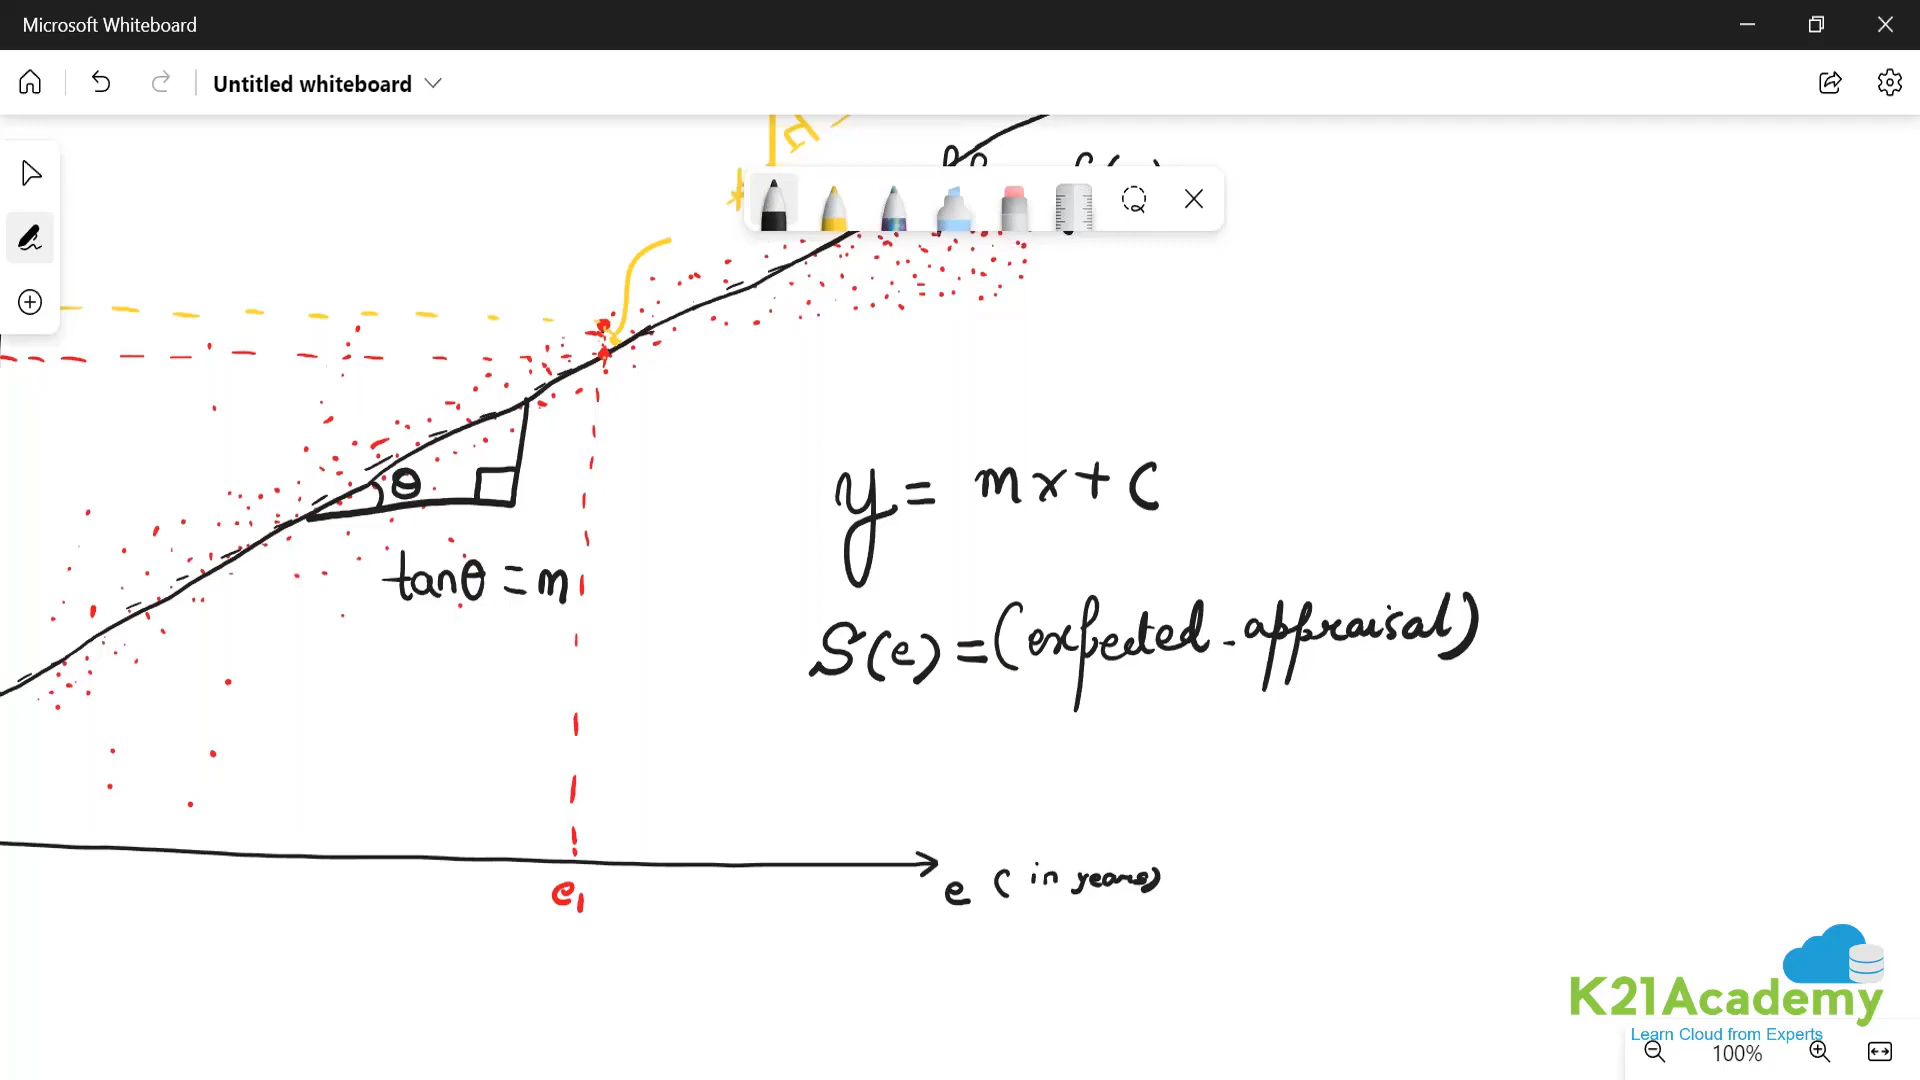 Microsoft Whiteboard
Untitled whiteboard
θ
tanθ = m
y = mx + c
S(e) = (expected - appraisal)
e1
e ( in years)
K21Academy
Learn Cloud from Experts
100%